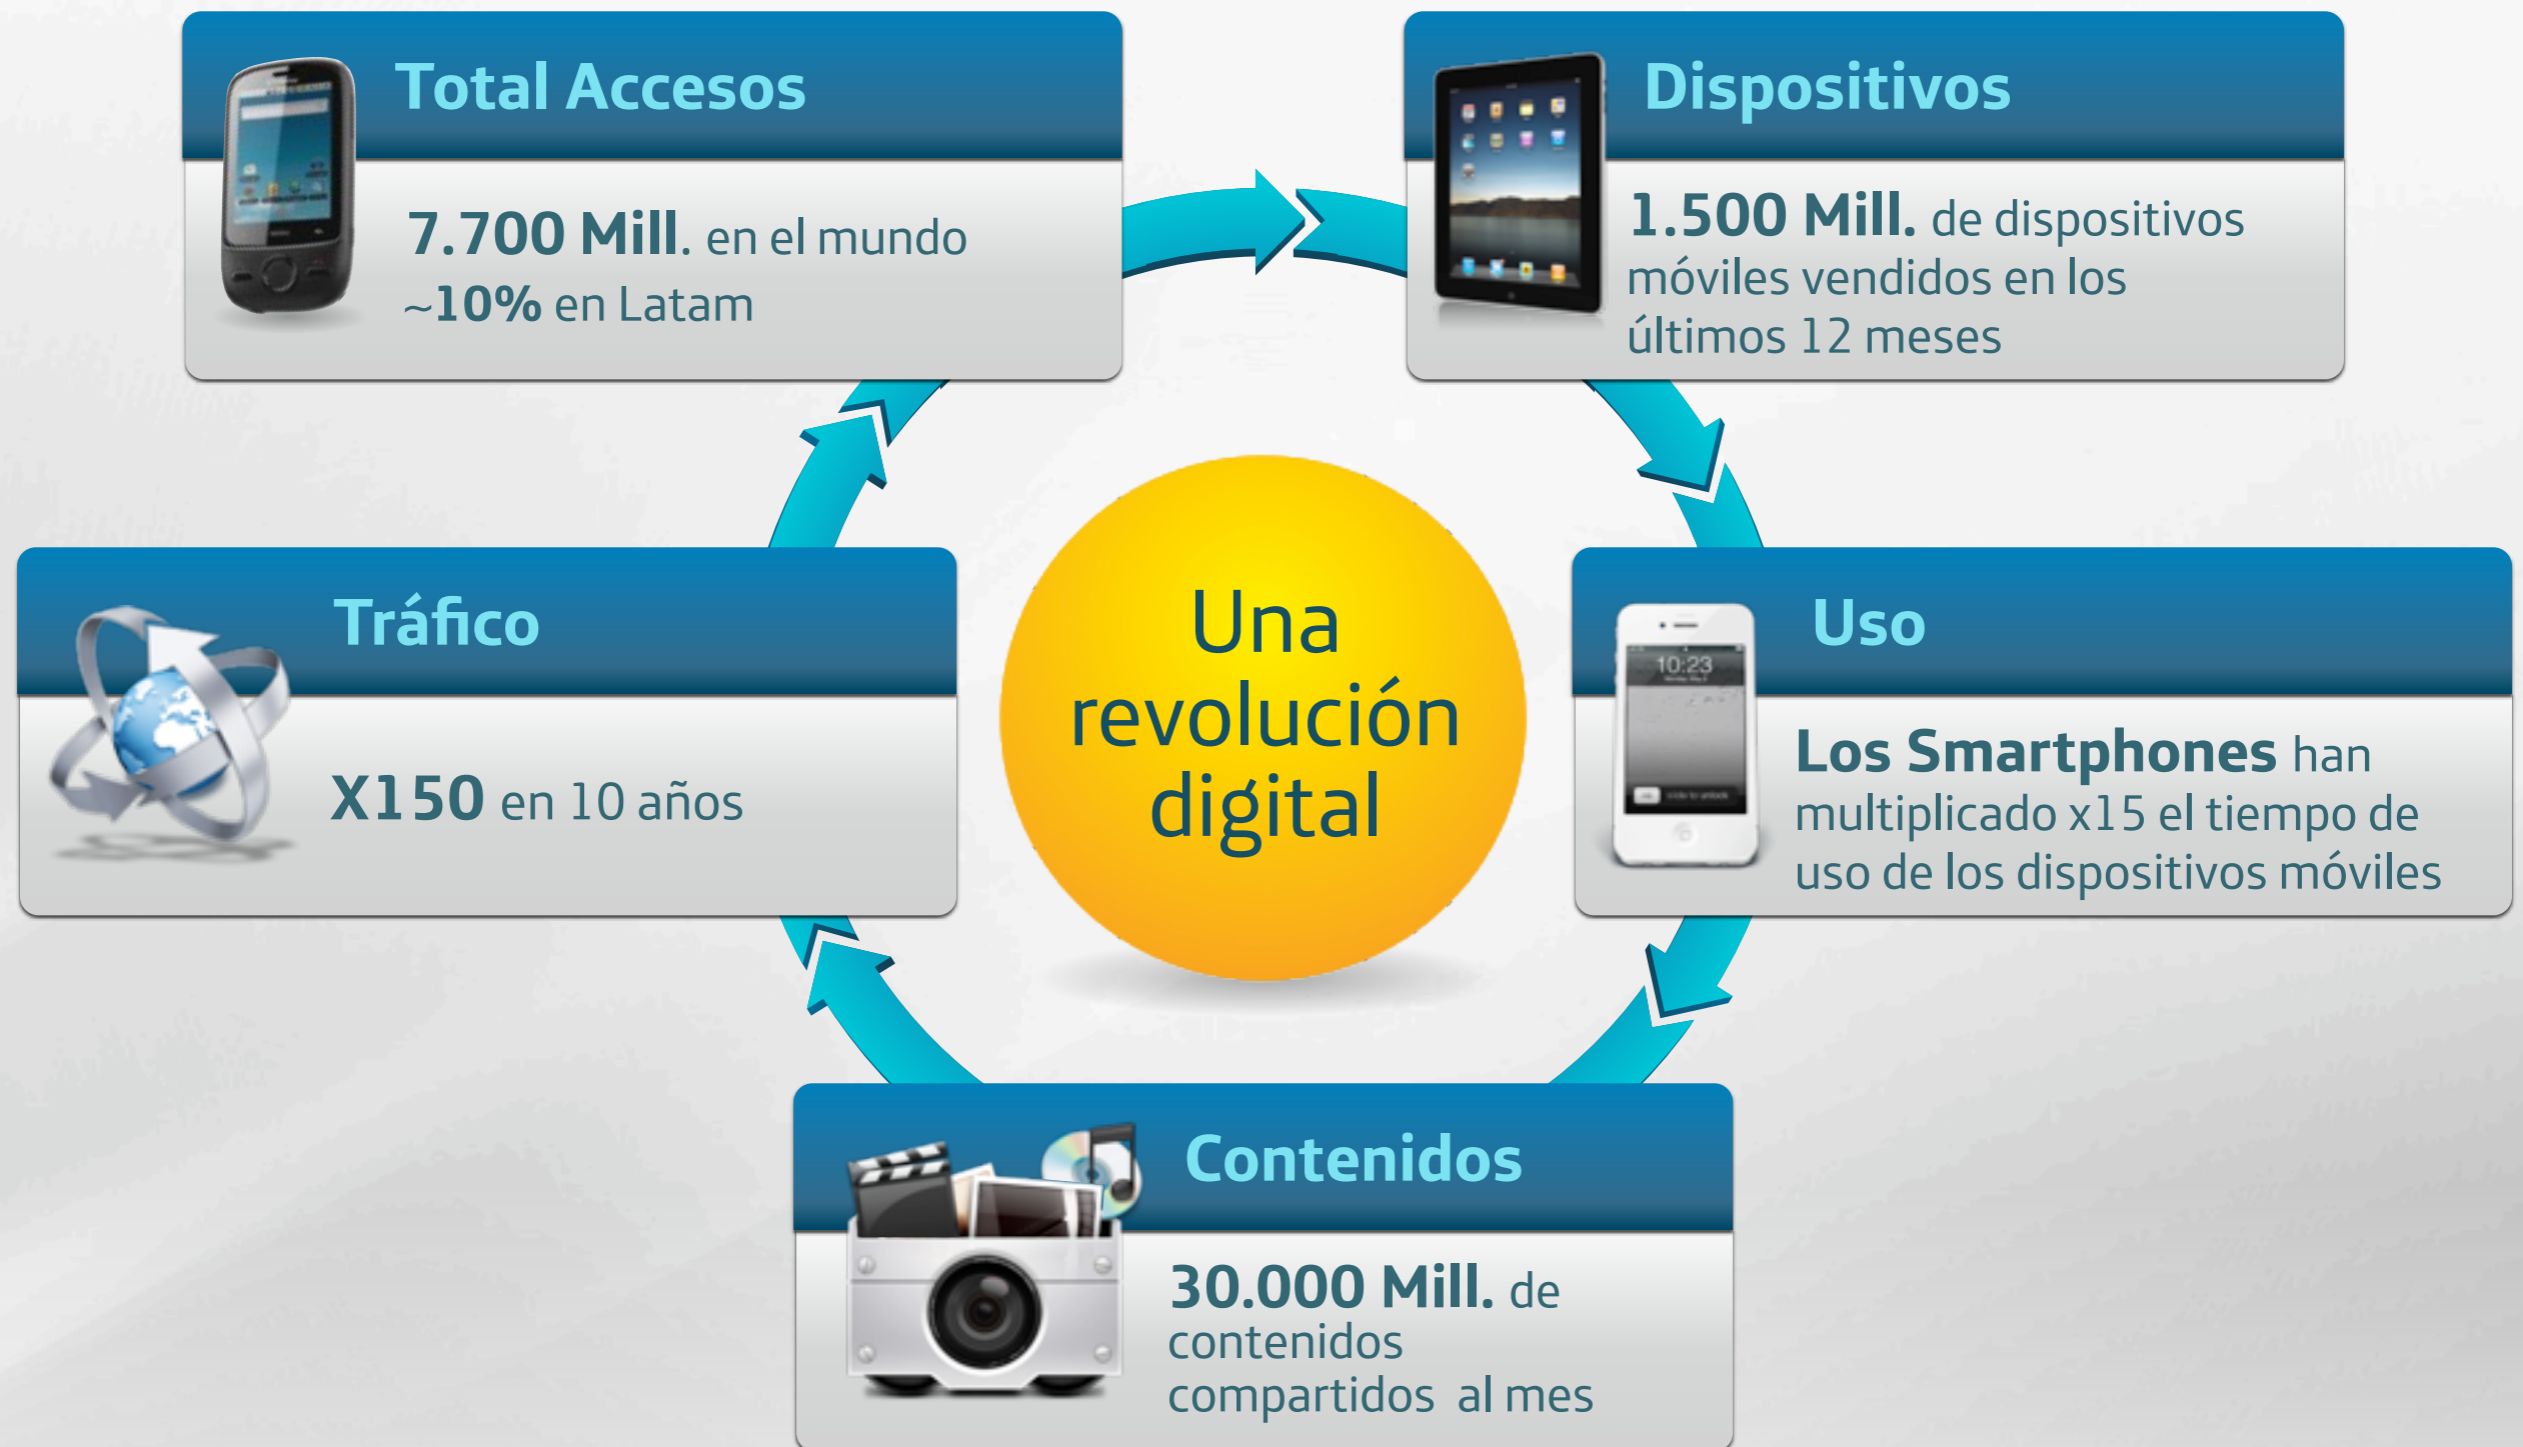 Total Accesos
7.700 Mill. en el mundo
~10% en Latam
Dispositivos
1.500 Mill. de dispositivos
móviles vendidos en los
últimos 12 meses
Tráfico
X150 en 10 años
Una
revolución
digital
Uso
10:23
Los Smartphones han
multiplicado x15 el tiempo de
uso de los dispositivos móviles
Contenidos
30.000 Mill. de
contenidos
compartidos al mes